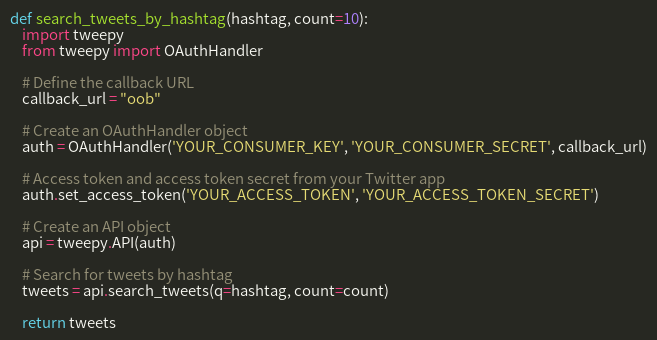 def search_tweets_by_hashtag(hashtag, count=10):
import tweepy
from tweepy import OAuthHandler
# Define the callback URL
callback_url = "oob"
# Create an OAuthHandler object
auth = OAuthHandler('YOUR_CONSUMER_KEY', 'YOUR_CONSUMER_SECRET', callback_url)
# Access token and access token secret from your Twitter app
auth.set_access_token('YOUR_ACCESS_TOKEN', 'YOUR_ACCESS_TOKEN_SECRET')
# Create an API object
api = tweepy.API(auth)
# Search for tweets by hashtag
tweets = api.search_tweets(q=hashtag, count=count)
return tweets